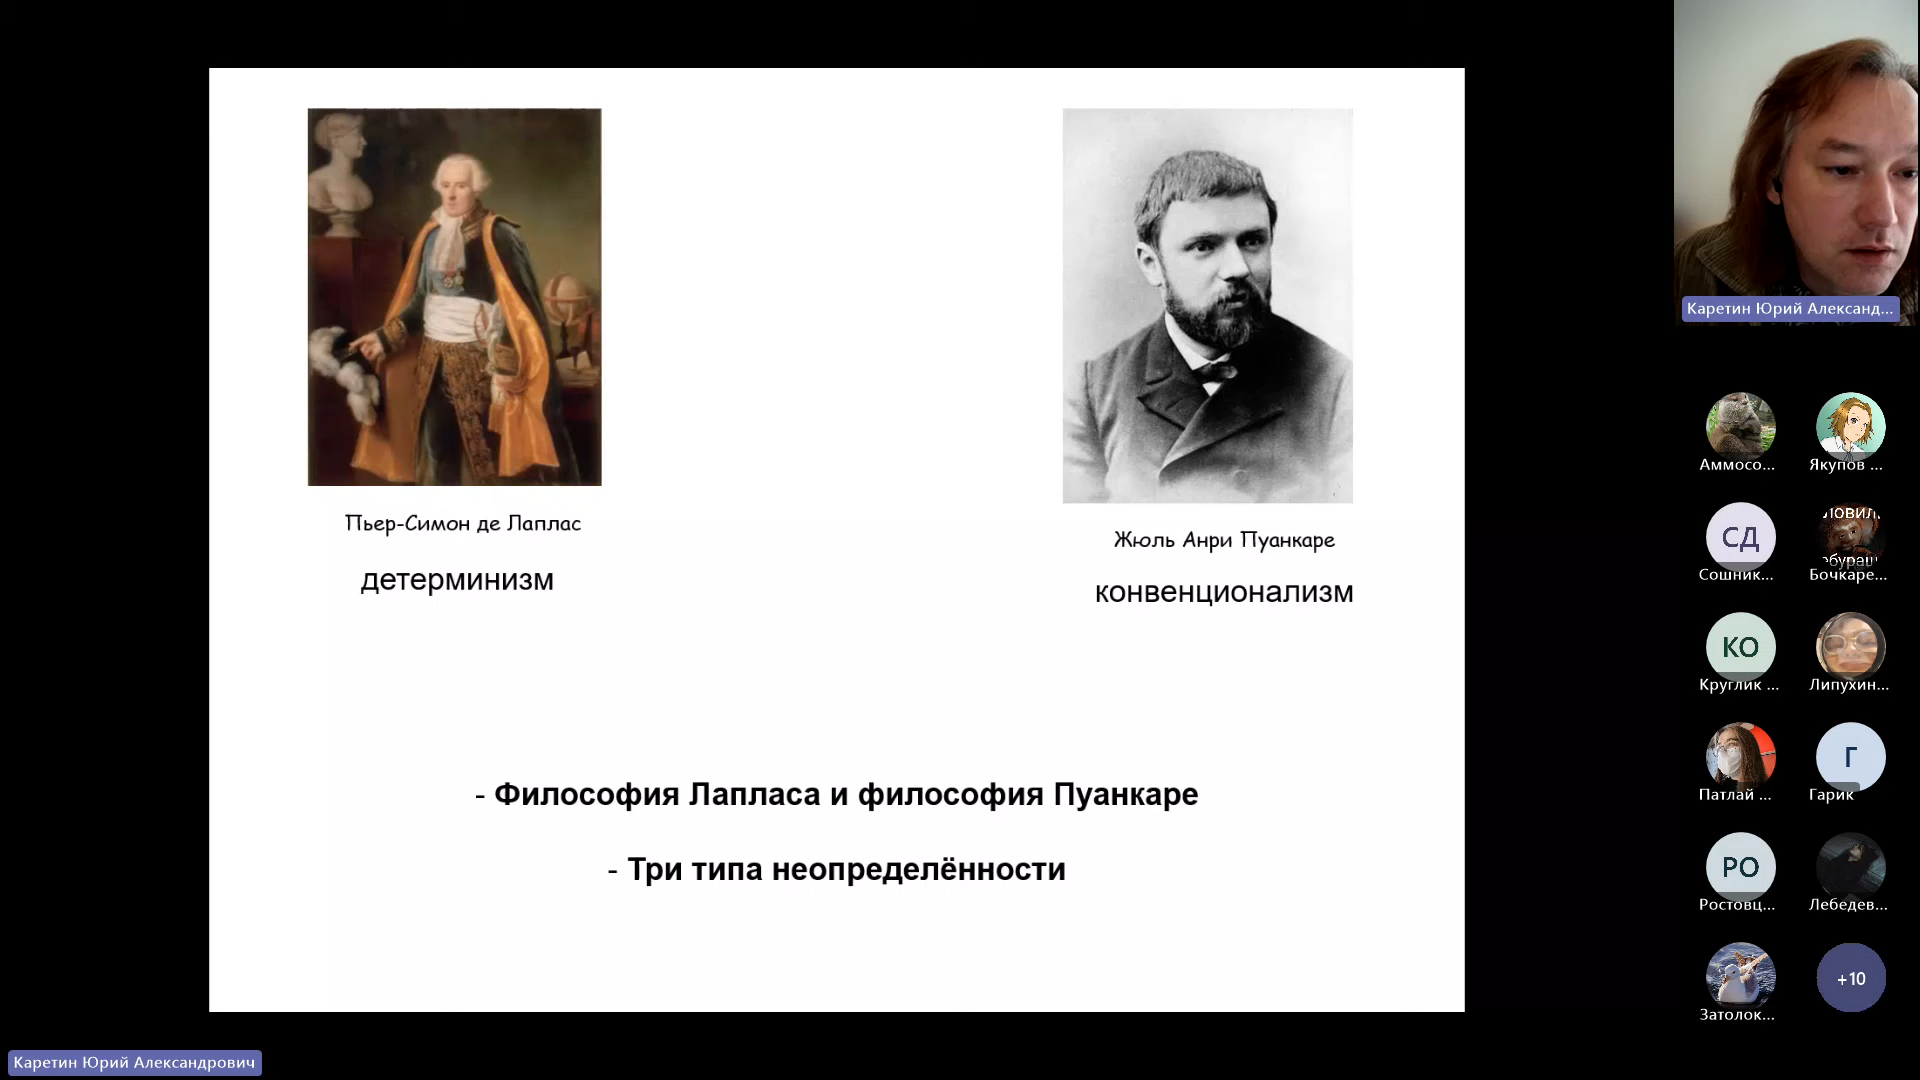 Пьер-Симон де Лаплас
детерминизм
Жюль Анри Пуанкаре
конвенционализм
- Философия Лапласа и философия Пуанкаре
- Три типа неопределённости
Каретин Юрий Александ...
Аммосо...
Якупов ...
СД
Сошник...
Бочкаре...
КО
Круглик ...
Липухин...
Патлай ...
Г
Гарик
РО
Ростовц...
Лебедев...
Затолок...
+10
Каретин Юрий Александрович